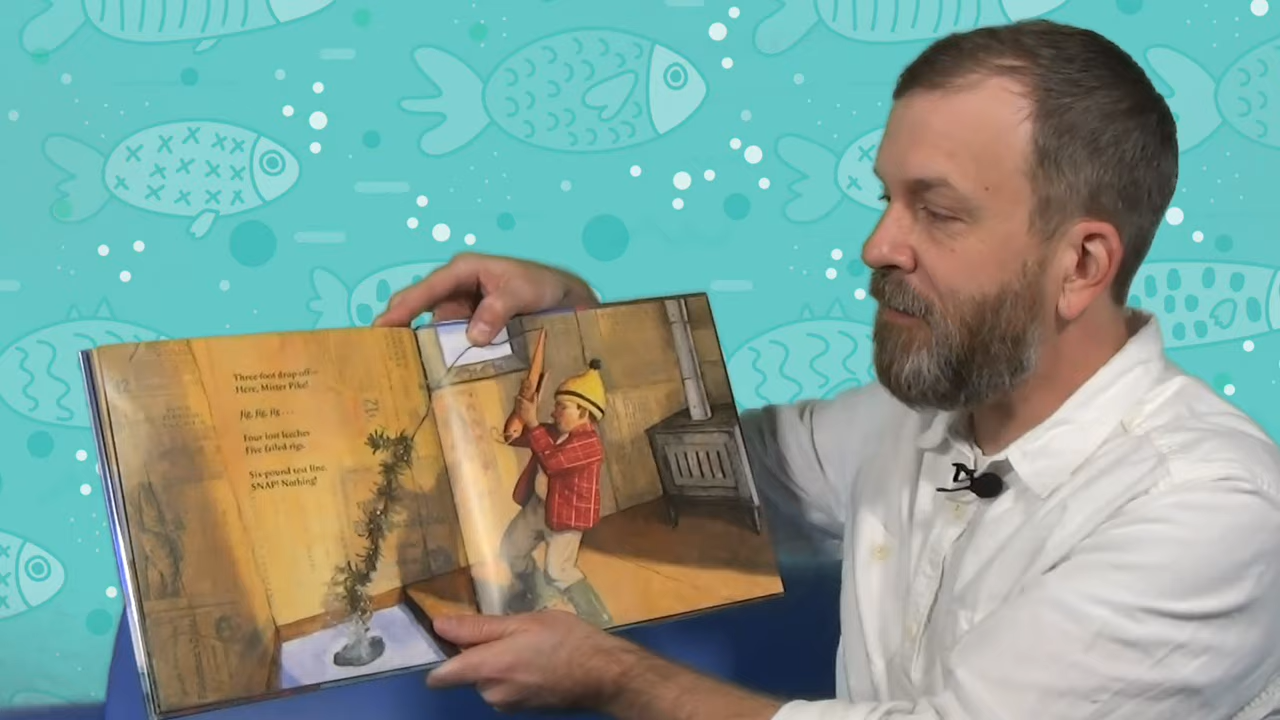 Three-foot drop-off—
Here, Mister Pike!
Jig, jig, jig . . .
Four lost leeches
Five failed rigs.
Six-pound test line.
SNAP! Nothing!
12